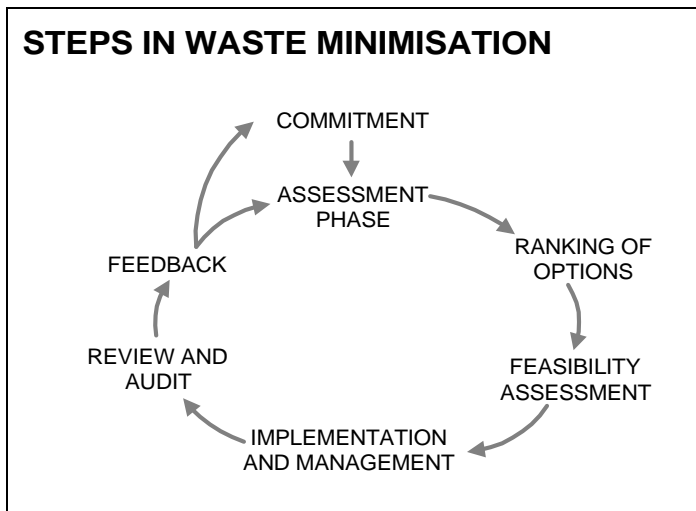 STEPS IN WASTE MINIMISATION
COMMITMENT
ASSESSMENT
PHASE
RANKING OF
OPTIONS
FEASIBILITY
ASSESSMENT
IMPLEMENTATION
AND MANAGEMENT
REVIEW AND
AUDIT
FEEDBACK